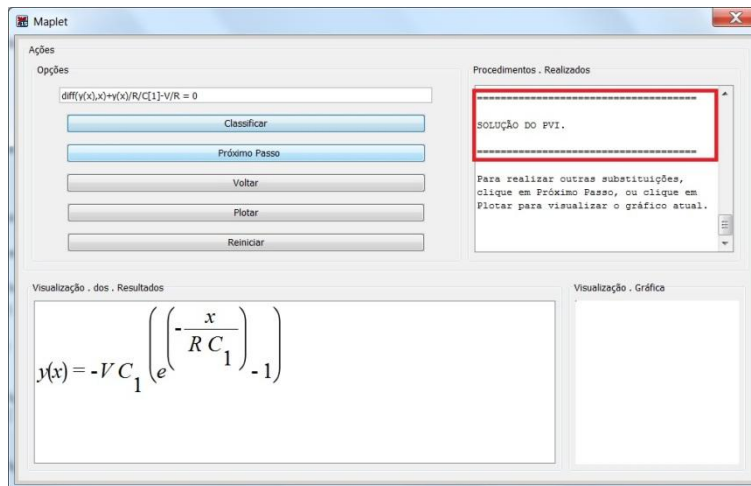 Maplet
Ações
Opções
diff(y(x),x)+y(x)/R/C[1]-V/R = 0
Classificar
Próximo Passo
Voltar
Plotar
Reiniciar
Procedimentos . Realizados
=====================================
SOLUÇÃO DO PVI.
=====================================
Para realizar outras substituições,
clique em Próximo Passo, ou clique em
Plotar para visualizar o gráfico atual.
Visualização . dos . Resultados
y(x) = -V C_1 (e^(-x/(R C_1)) - 1)
Visualização . Gráfica